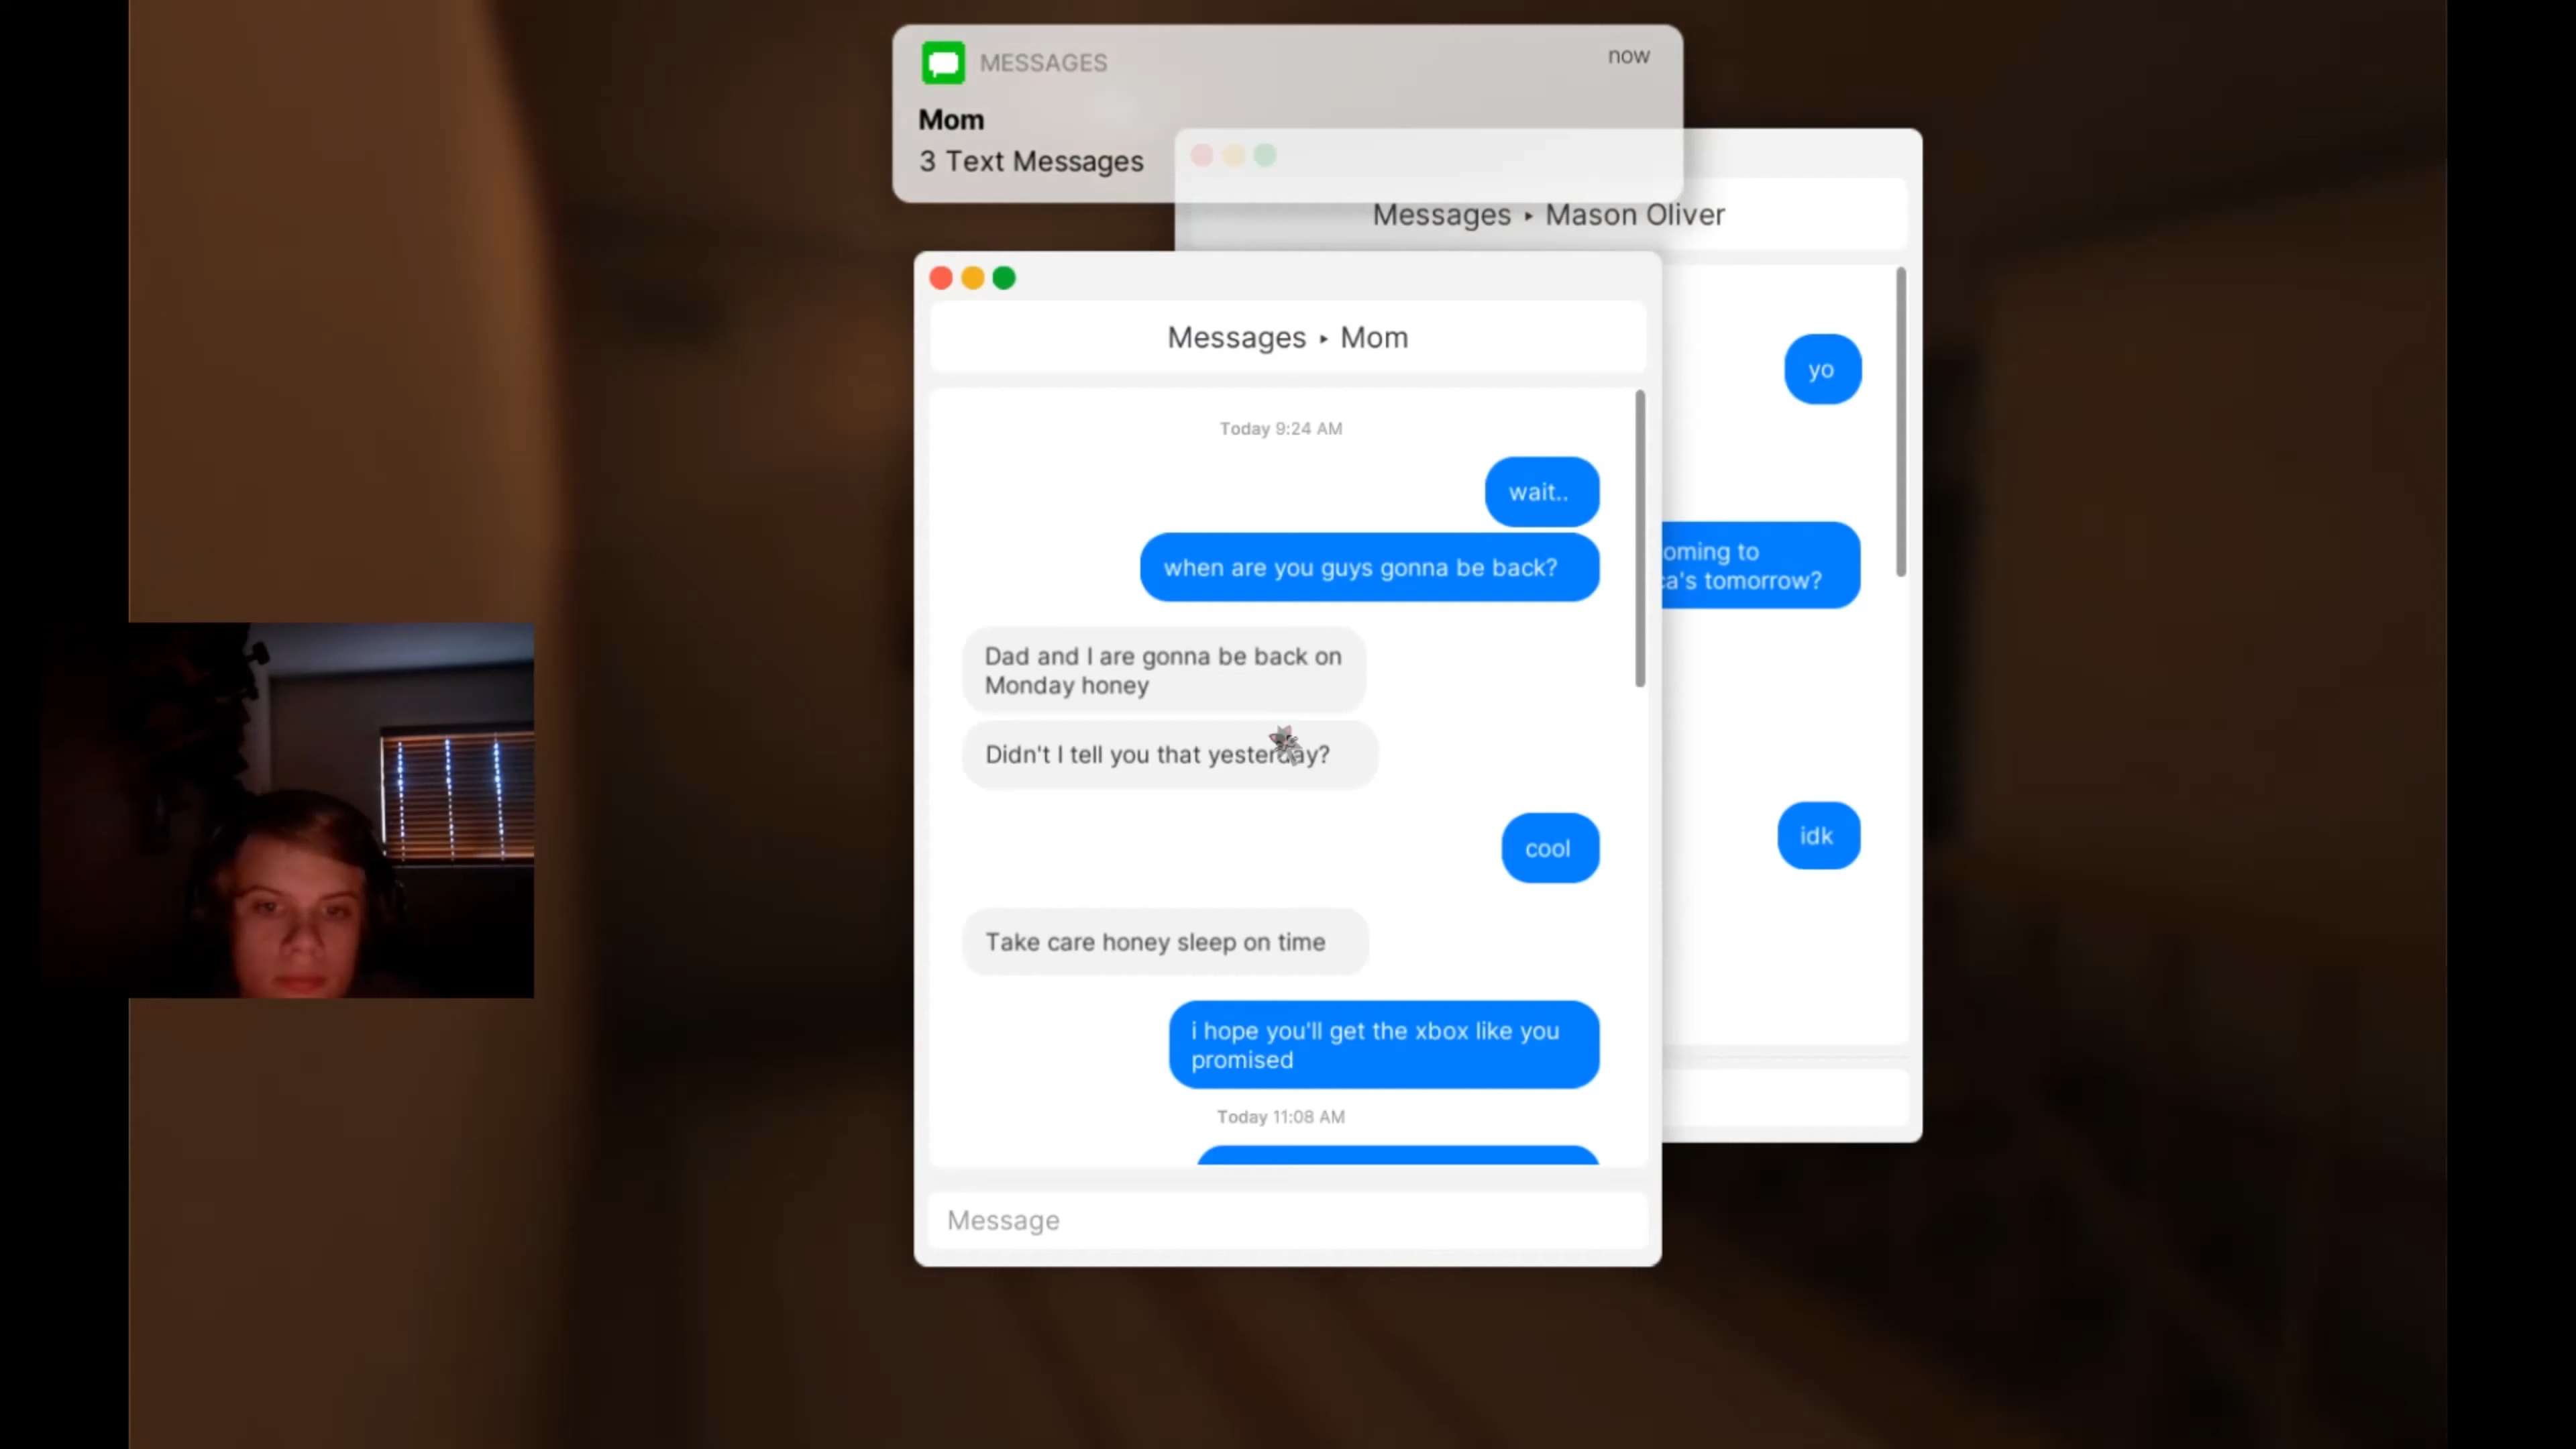 MESSAGES
now
Mom
3 Text Messages
Messages ▸ Mason Oliver
yo
oming to
ca's tomorrow?
idk
Messages ▸ Mom
Today 9:24 AM
wait..
when are you guys gonna be back?
Dad and I are gonna be back on
Monday honey
Didn't I tell you that yesterday?
cool
Take care honey sleep on time
i hope you'll get the xbox like you
promised
Today 11:08 AM
Message